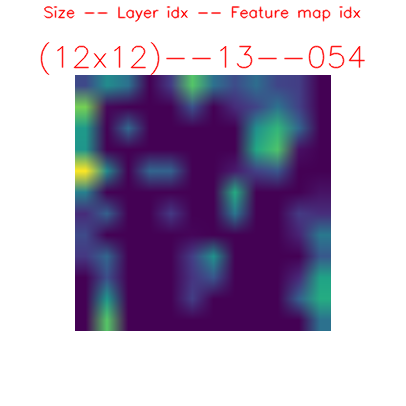 Size -- Layer idx -- Feature map idx
(12x12)--13--054